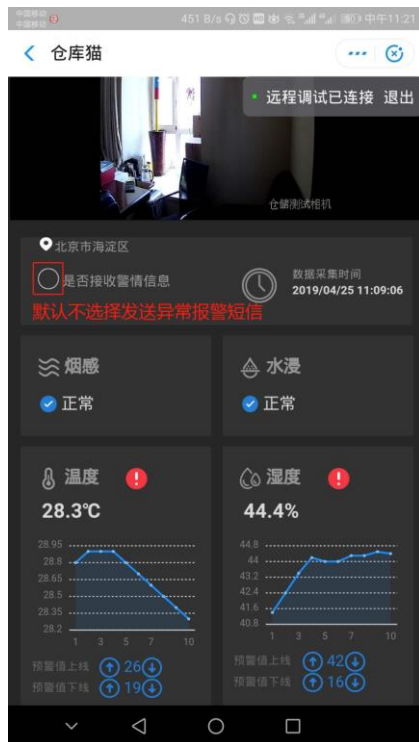 中国移动
中国移动
451 B/s
中午11:21
仓库猫
远程调试已连接 退出
仓储测试相机
北京市海淀区
是否接收警情信息
数据采集时间
2019/04/25 11:09:06
默认不选择发送异常报警短信
烟感
水浸
正常
正常
温度
湿度
28.3℃
44.4%
28.95
28.8
28.65
28.5
28.35
28.2
1 3 5 7 10
44.8
44
43.2
42.4
41.6
40.8
1 3 5 7 10
预警值上线 26
预警值下线 19
预警值上线 42
预警值下线 16